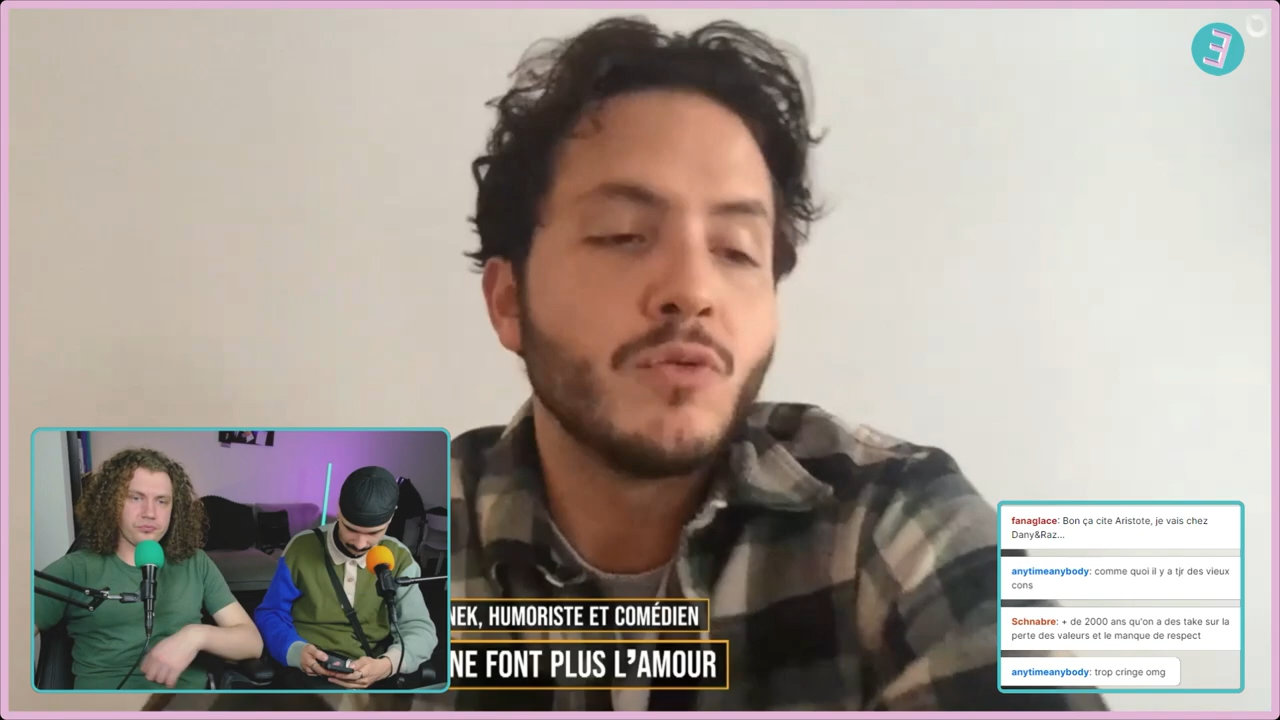 NEK, HUMORISTE ET COMÉDIEN
NE FONT PLUS L'AMOUR
fanaglace: Bon ça cite Aristote, je vais chez
Dany&Raz...
anytimeanybody: comme quoi il y a tjr des vieux
cons
Schnabre: + de 2000 ans qu'on a des take sur la
perte des valeurs et le manque de respect
anytimeanybody: trop cringe omg